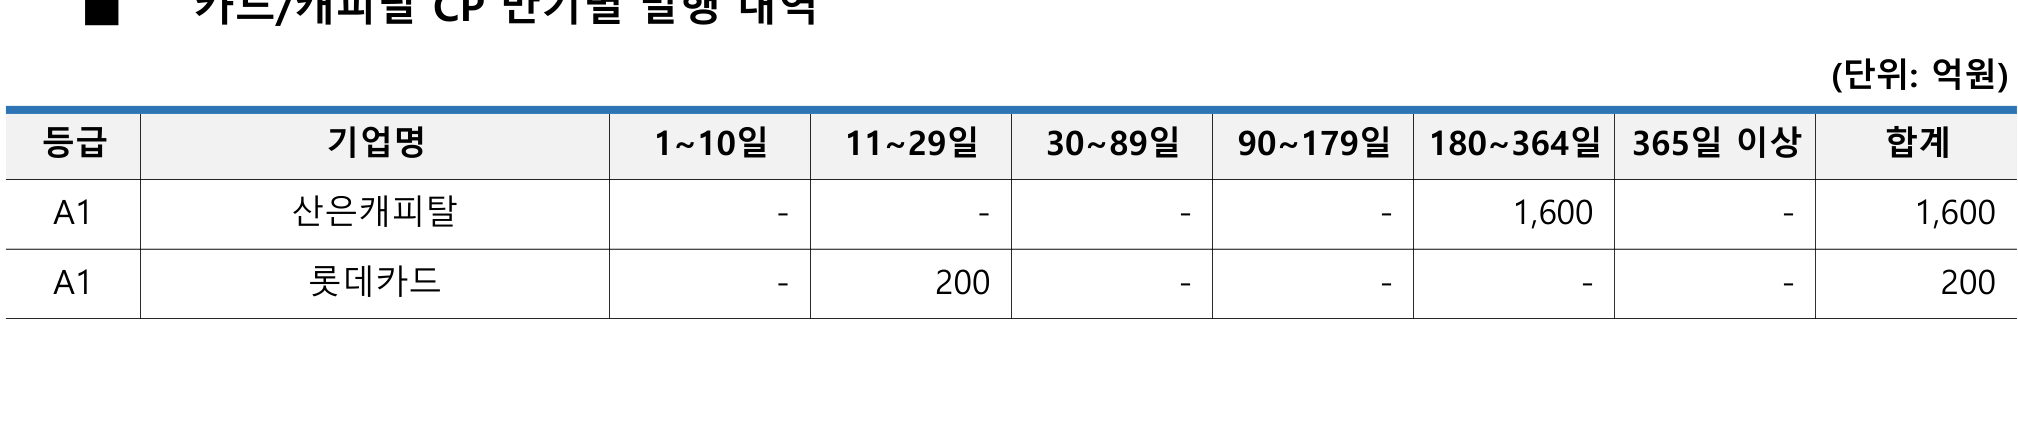 ■ 카드/캐피탈 CP 만기별 발행 내역
(단위: 억원)
등급 기업명 1~10일 11~29일 30~89일 90~179일 180~364일 365일 이상 합계
A1 산은캐피탈 - - - - 1,600 - 1,600
A1 롯데카드 - 200 - - - - 200